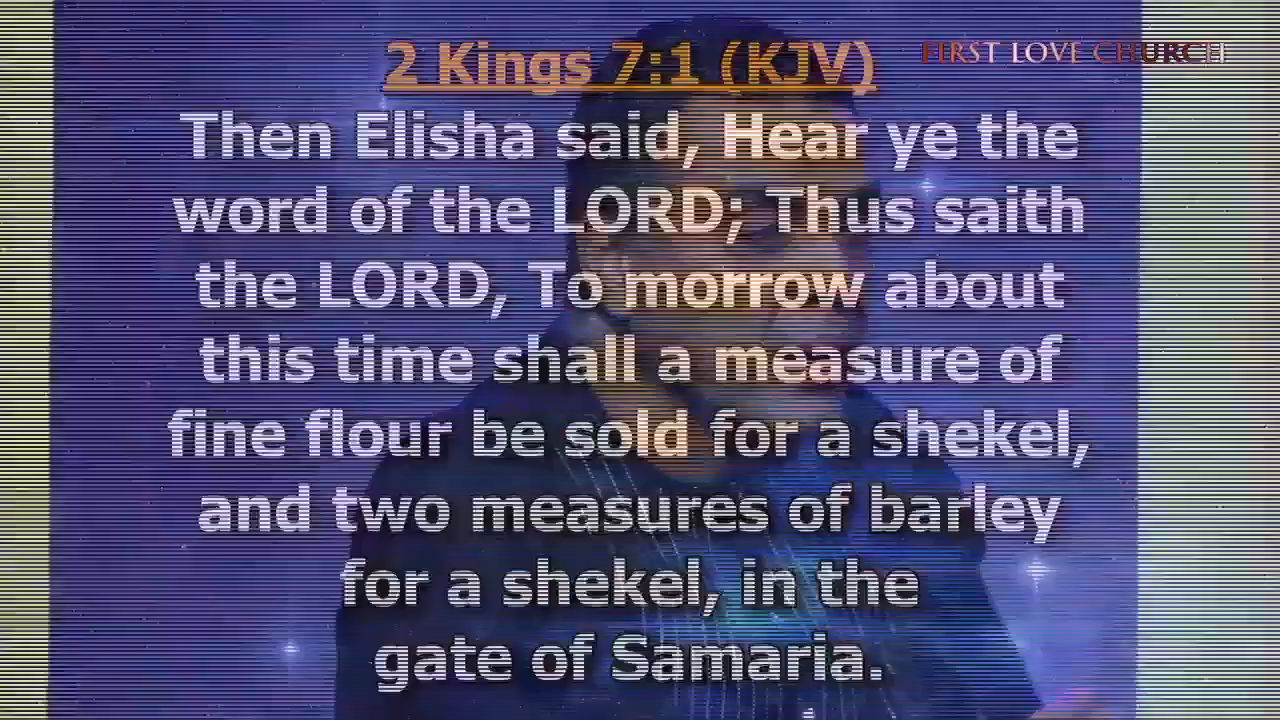 2 Kings 7:1 (KJV)
FIRST LOVE CHURCH
Then Elisha said, Hear ye the
word of the LORD; Thus saith
the LORD, To morrow about
this time shall a measure of
fine flour be sold for a shekel,
and two measures of barley
for a shekel, in the
gate of Samaria.